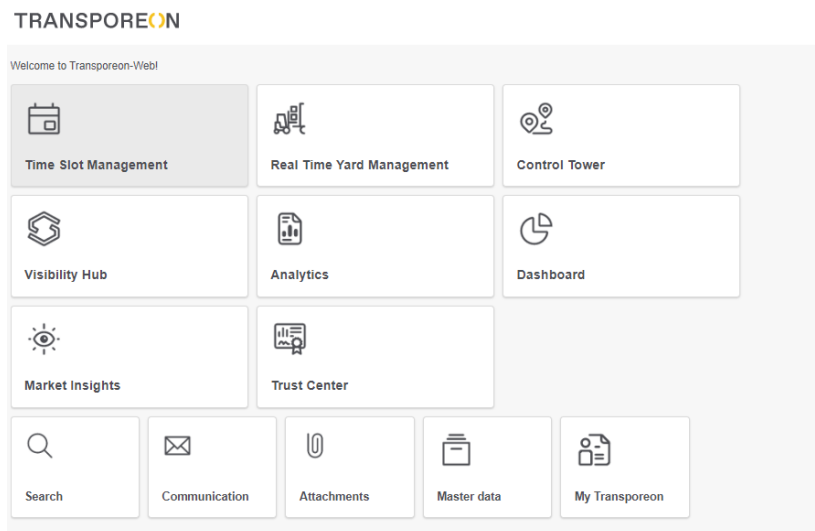 TRANSPOREON
Welcome to Transporeon-Web!
Time Slot Management
Real Time Yard Management
Control Tower
Visibility Hub
Analytics
Dashboard
Market Insights
Trust Center
Search
Communication
Attachments
Master data
My Transporeon